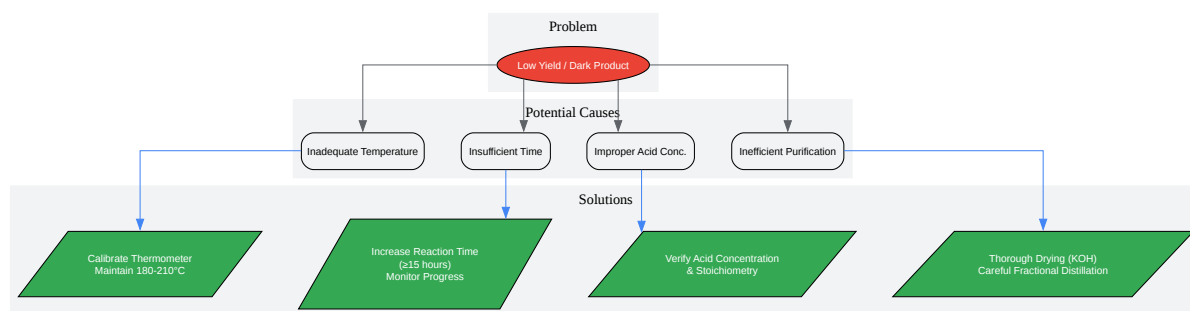 Problem
Low Yield / Dark Product
Potential Causes
Inadequate Temperature
Insufficient Time
Improper Acid Conc.
Inefficient Purification
Solutions
Calibrate Thermometer
Maintain 180-210°C
Increase Reaction Time
(≥15 hours)
Monitor Progress
Verify Acid Concentration
& Stoichiometry
Thorough Drying (KOH)
Careful Fractional Distillation